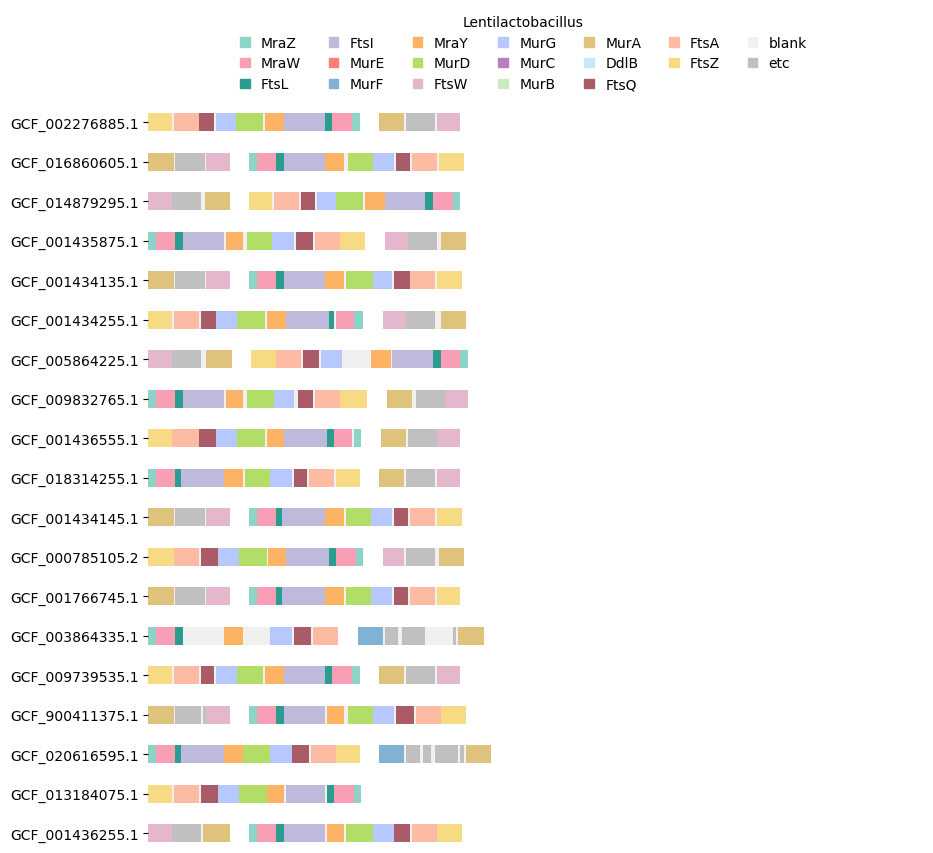 Lentilactobacillus
MraZ FtsI MraY MurG MurA FtsA blank
MraW MurE MurD MurC DdlB FtsZ etc
FtsL MurF FtsW MurB FtsQ
GCF_002276885.1
GCF_016860605.1
GCF_014879295.1
GCF_001435875.1
GCF_001434135.1
GCF_001434255.1
GCF_005864225.1
GCF_009832765.1
GCF_001436555.1
GCF_018314255.1
GCF_001434145.1
GCF_000785105.2
GCF_001766745.1
GCF_003864335.1
GCF_009739535.1
GCF_900411375.1
GCF_020616595.1
GCF_013184075.1
GCF_001436255.1